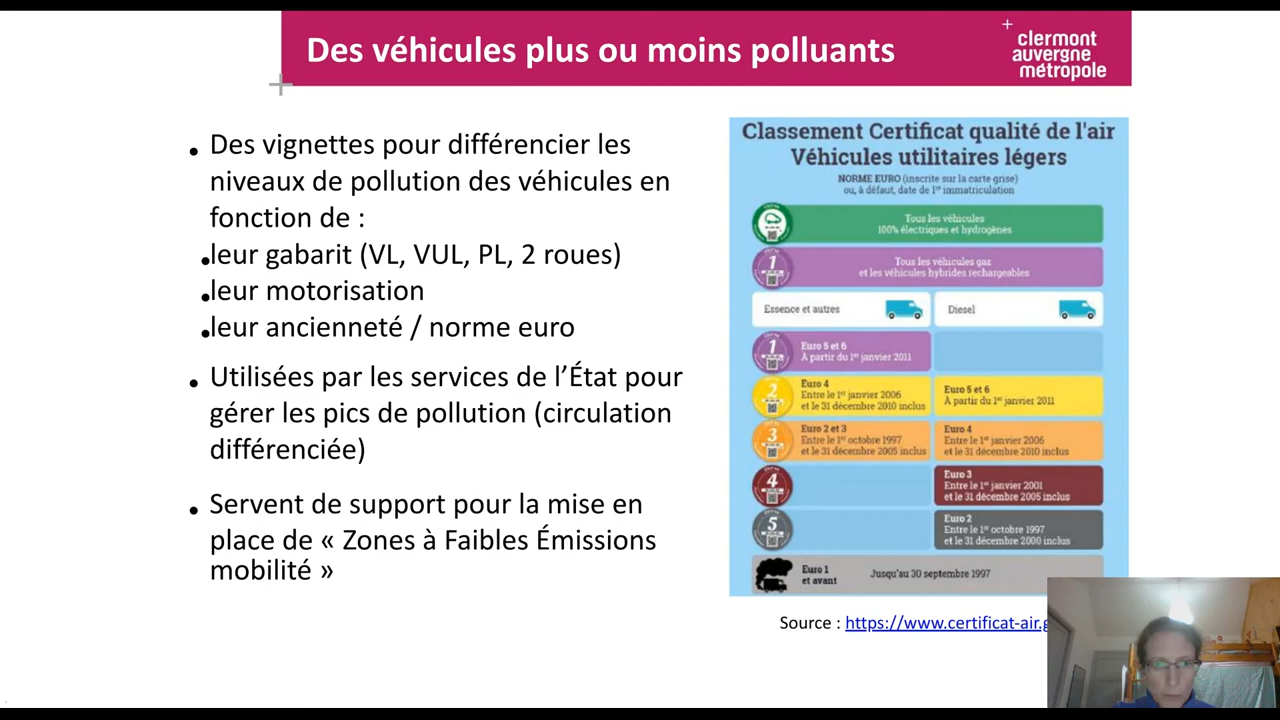 Des véhicules plus ou moins polluants
clermont
auvergne
métropole
• Des vignettes pour différencier les
niveaux de pollution des véhicules en
fonction de :
•leur gabarit (VL, VUL, PL, 2 roues)
•leur motorisation
•leur ancienneté / norme euro
• Utilisées par les services de l’État pour
gérer les pics de pollution (circulation
différenciée)
• Servent de support pour la mise en
place de « Zones à Faibles Émissions
mobilité »
Classement Certificat qualité de l'air
Véhicules utilitaires légers
NORME EURO (inscrite sur la carte grise)
ou, à défaut, date de 1re immatriculation
Tous les véhicules
100% électriques et hydrogènes
1
Tous les véhicules gaz
et les véhicules hybrides rechargeables
Essence et autres
Diesel
1
Euro 5 et 6
À partir du 1er janvier 2011
2
Euro 4
Entre le 1er janvier 2006
et le 31 décembre 2010 inclus
Euro 5 et 6
À partir du 1er janvier 2011
3
Euro 2 et 3
Entre le 1er octobre 1997
et le 31 décembre 2005 inclus
Euro 4
Entre le 1er janvier 2006
et le 31 décembre 2010 inclus
4
Euro 3
Entre le 1er janvier 2001
et le 31 décembre 2005 inclus
5
Euro 2
Entre le 1er octobre 1997
et le 31 décembre 2000 inclus
Euro 1
et avant
Jusqu'au 30 septembre 1997
Source : https://www.certificat-air.g